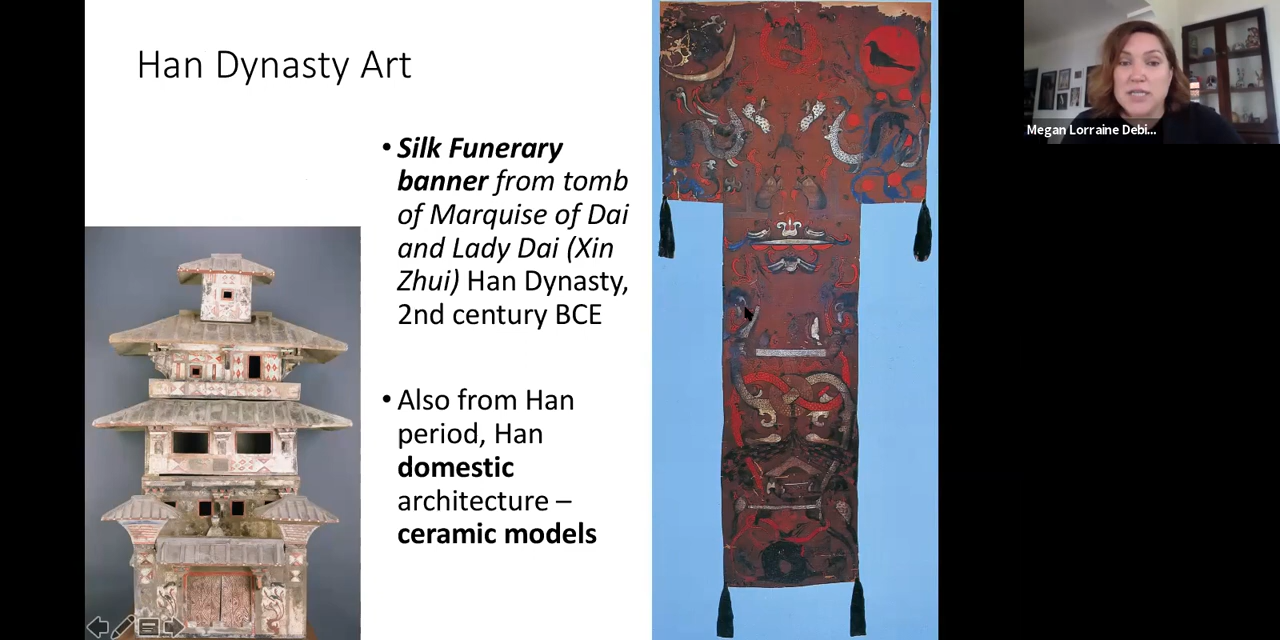 Han Dynasty Art
• Silk Funerary
banner from tomb
of Marquise of Dai
and Lady Dai (Xin
Zhui) Han Dynasty,
2nd century BCE
• Also from Han
period, Han
domestic
architecture –
ceramic models
Megan Lorraine Debi...